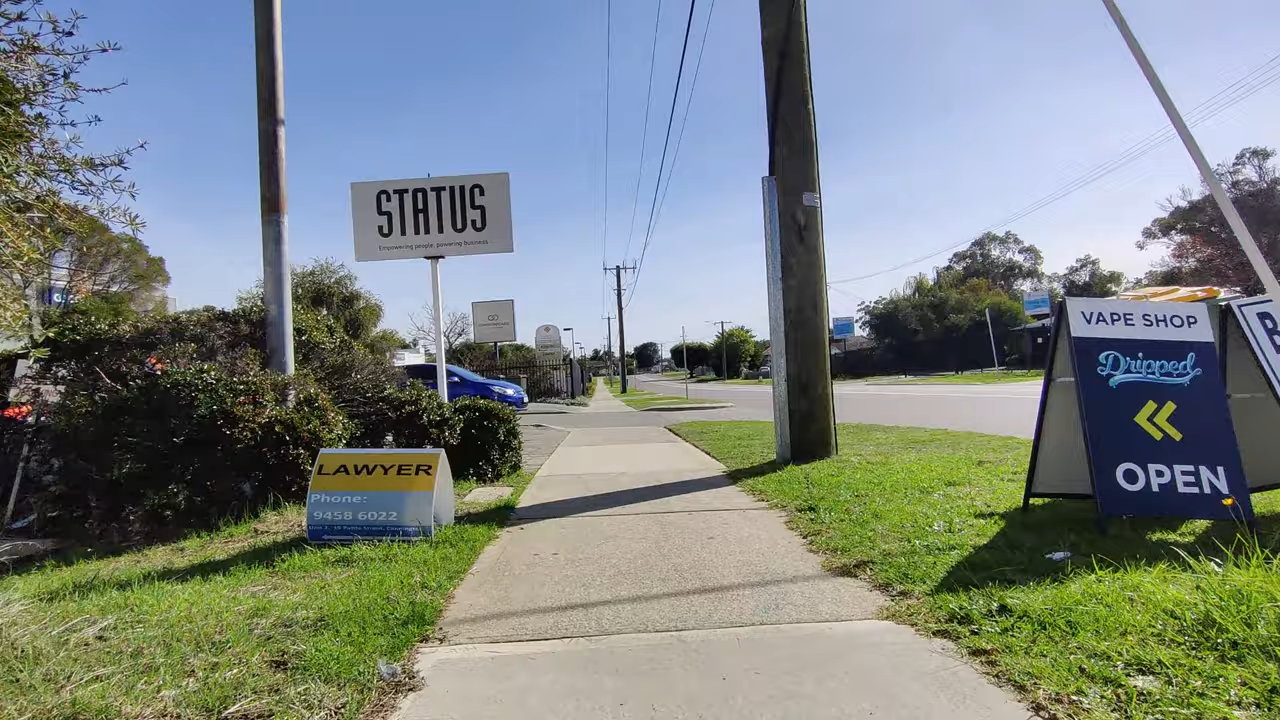 STATUS
Empowering people, powering business
LAWYER
Phone:
9458 6022
VAPE SHOP
Dripped
OPEN
B